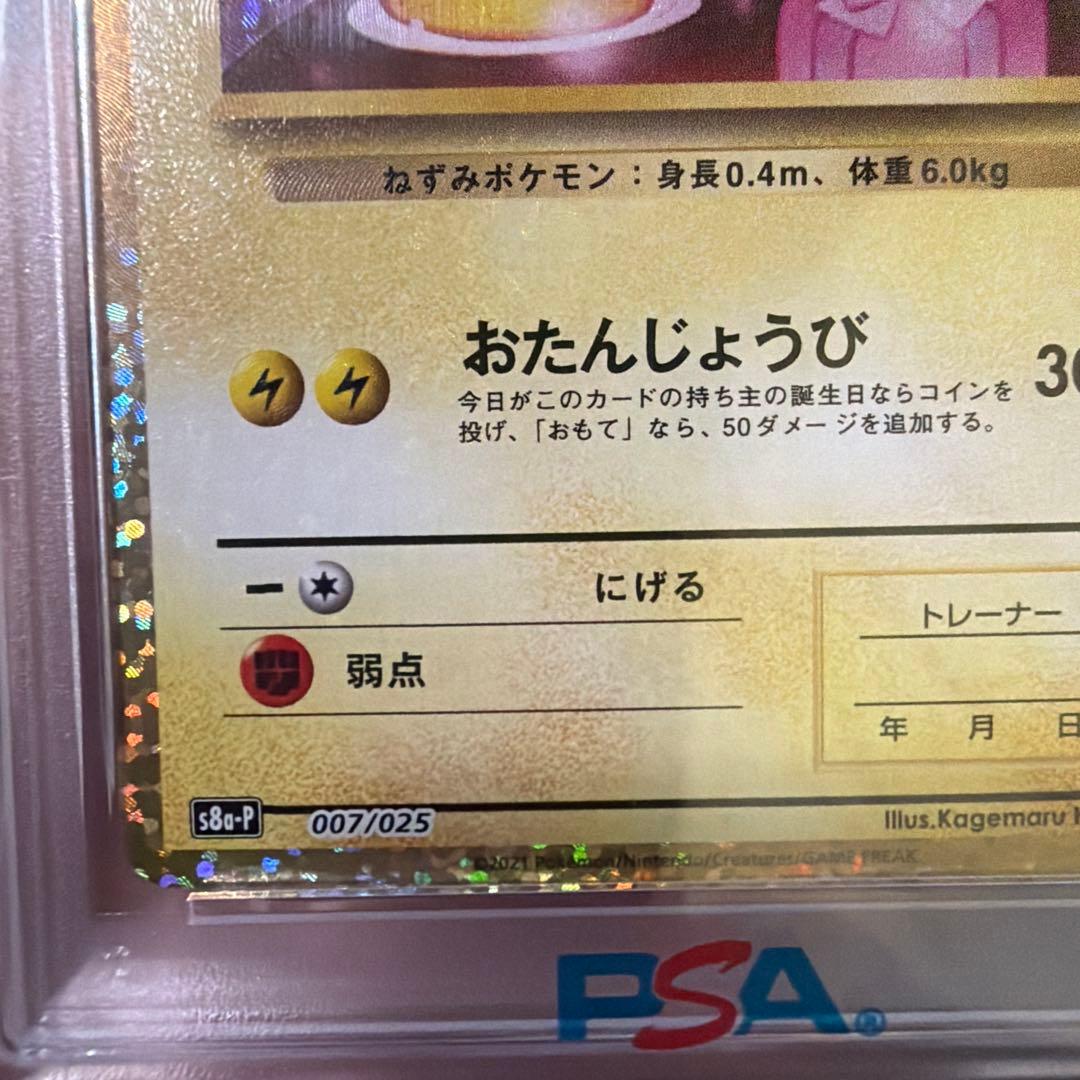 ねずみポケモン：身長0.4m、体重6.0kg
おたんじょうび
今日がこのカードの持ち主の誕生日ならコインを
投げ、「おもて」なら、50ダメージを追加する。
ー
にげる
弱点
トレーナー
年 月 日
s8a-P 007/025
Illus.Kagemaru
©2021 Pokémon/Nintendo/Creatures/GAME FREAK.
PSA®